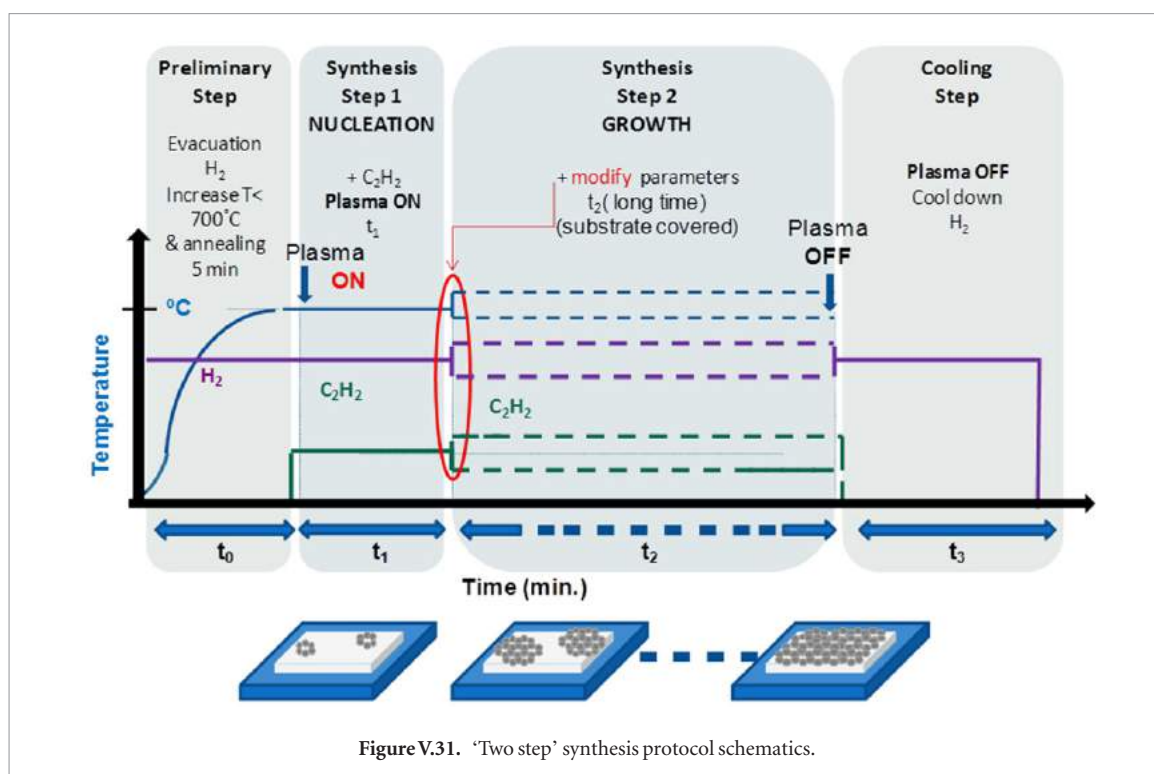 Preliminary
Step
Evacuation
H₂
Increase T<
700°C
& annealing
5 min
Synthesis
Step 1
NUCLEATION
+ C₂H₂
Plasma ON
t₁
Synthesis
Step 2
GROWTH
+ modify parameters
t₂( long time)
(substrate covered)
Cooling
Step
Plasma OFF
Cool down
H₂
Plasma
ON
Plasma
OFF
ºC
Temperature
H₂
C₂H₂
C₂H₂
t₀
t₁
t₂
t₃
Time (min.)
Figure V.31. ‘Two step’ synthesis protocol schematics.